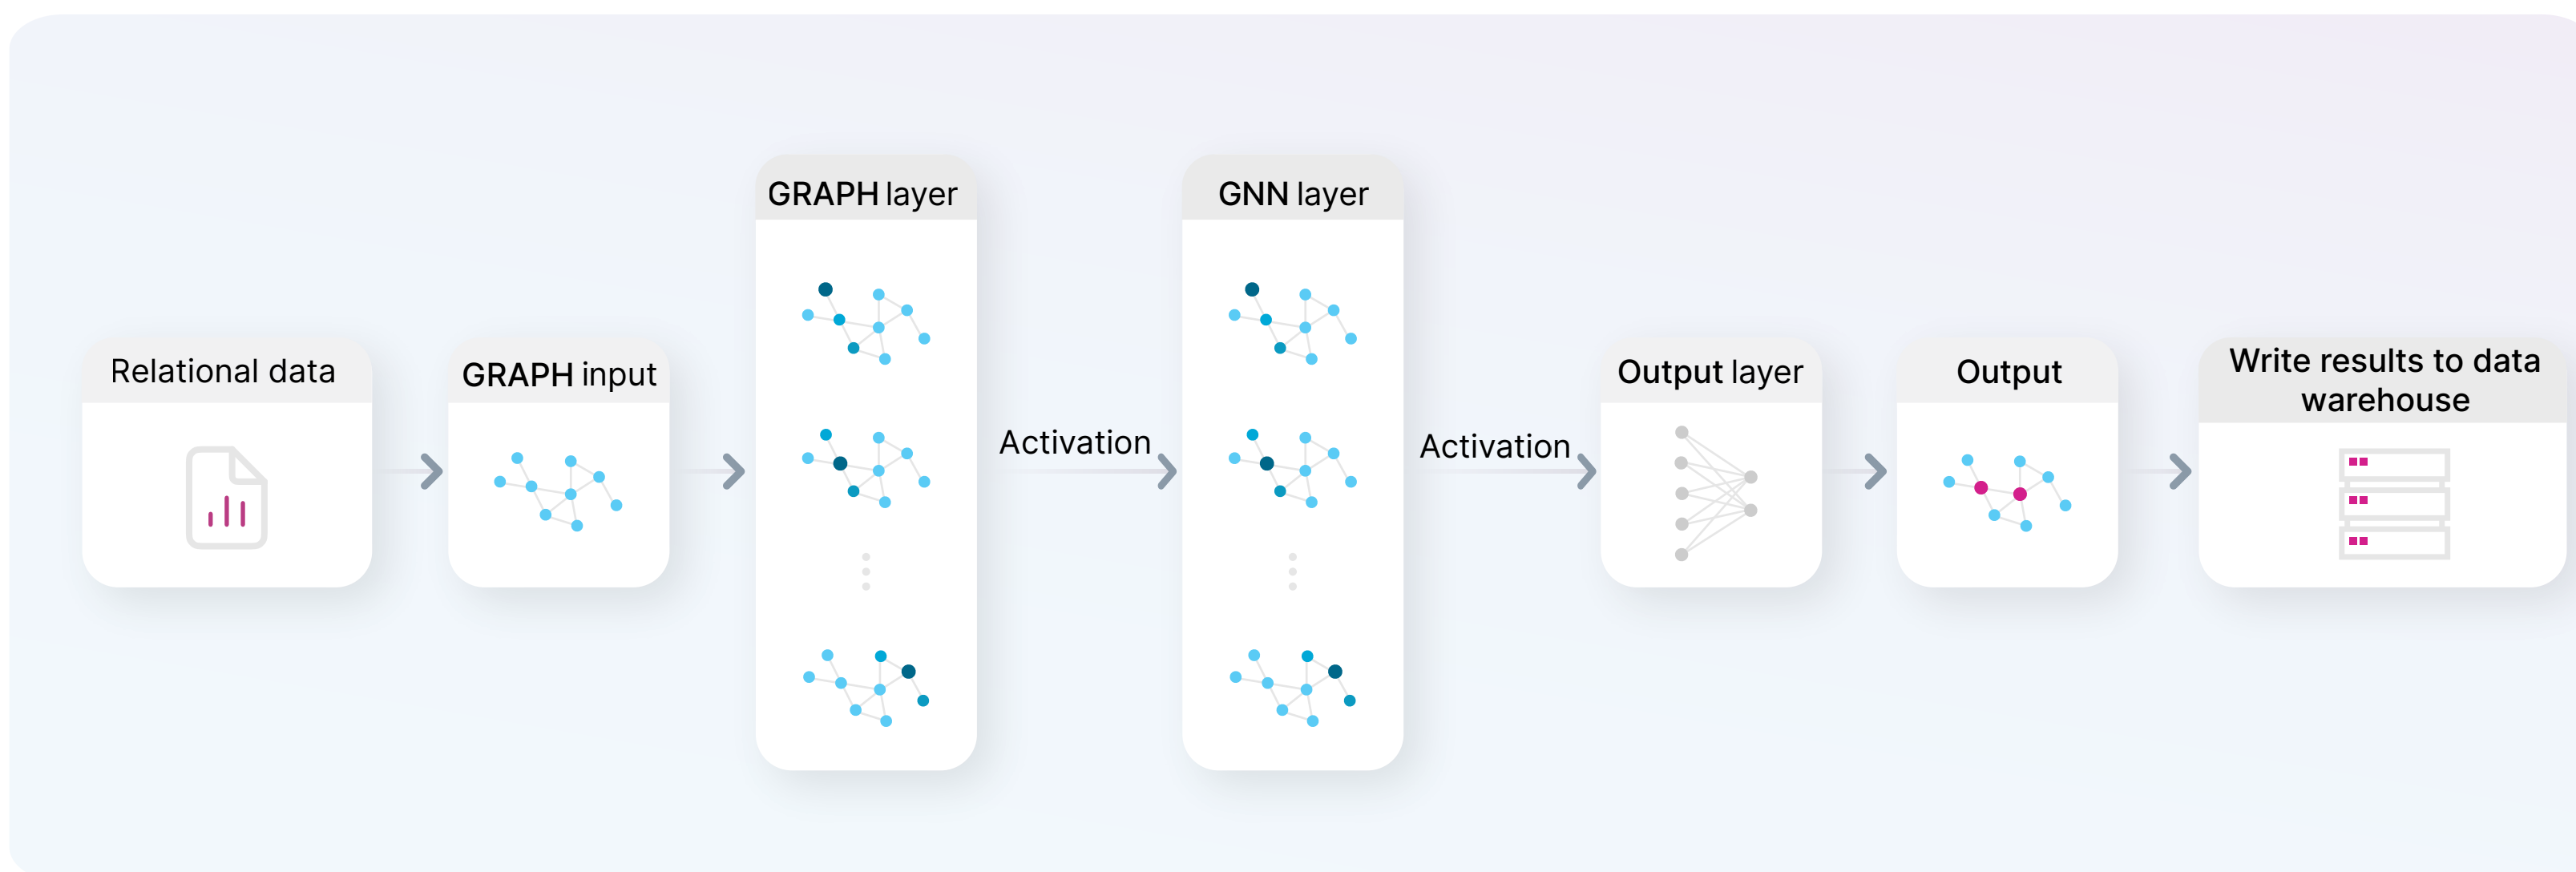 Relational data
GRAPH input
GRAPH layer
Activation
GNN layer
Activation
Output layer
Output
Write results to data
warehouse